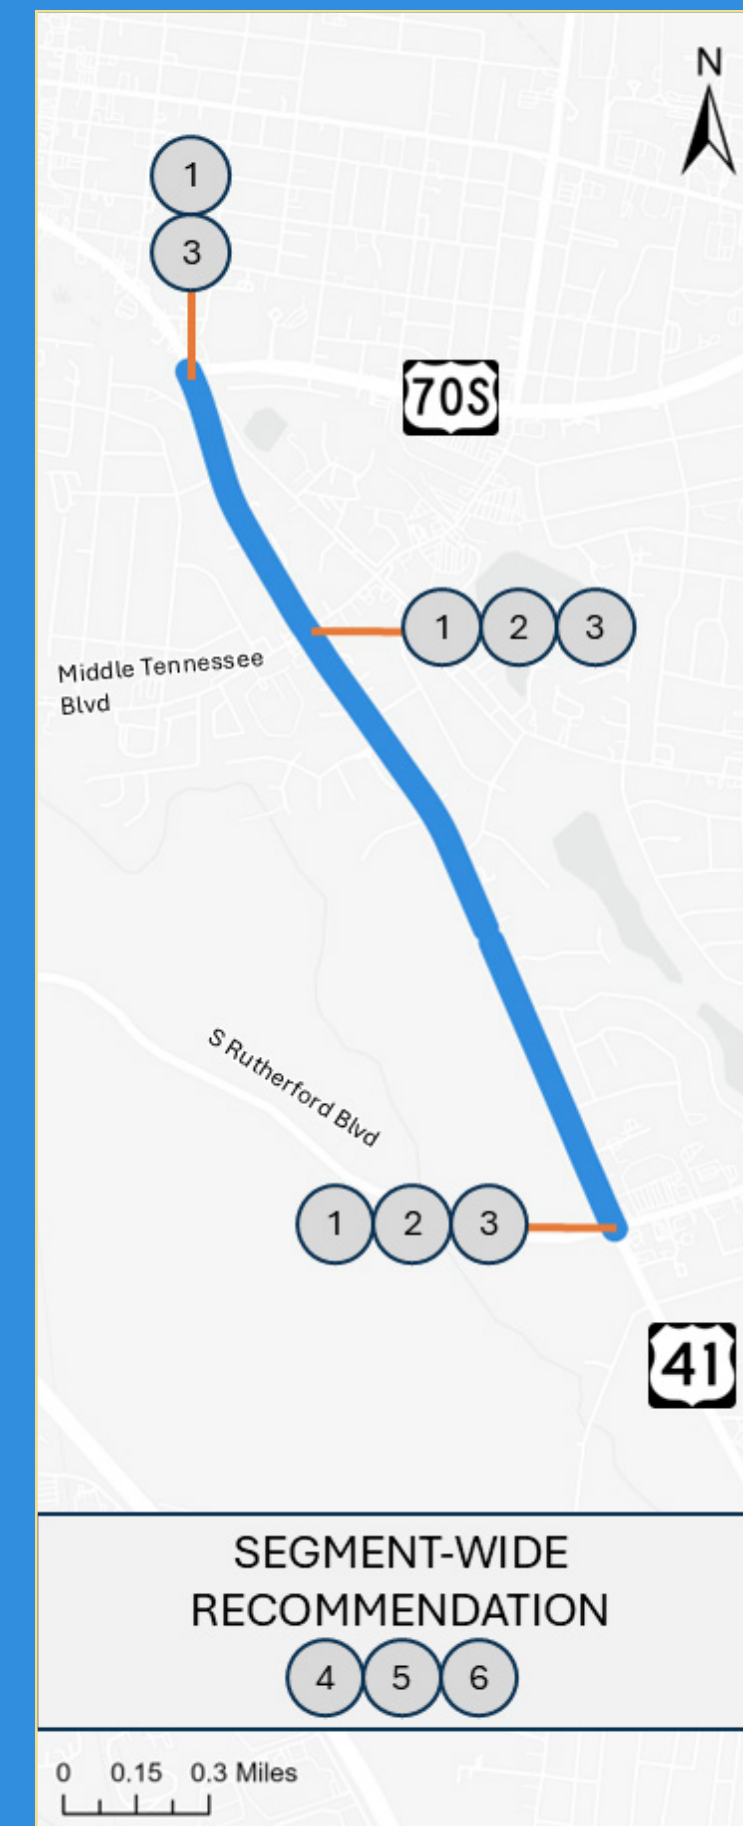 N
1
3
70S
1 2 3
Middle Tennessee
Blvd
S Rutherford Blvd
1 2 3
41
SEGMENT-WIDE
RECOMMENDATION
4 5 6
0 0.15 0.3 Miles